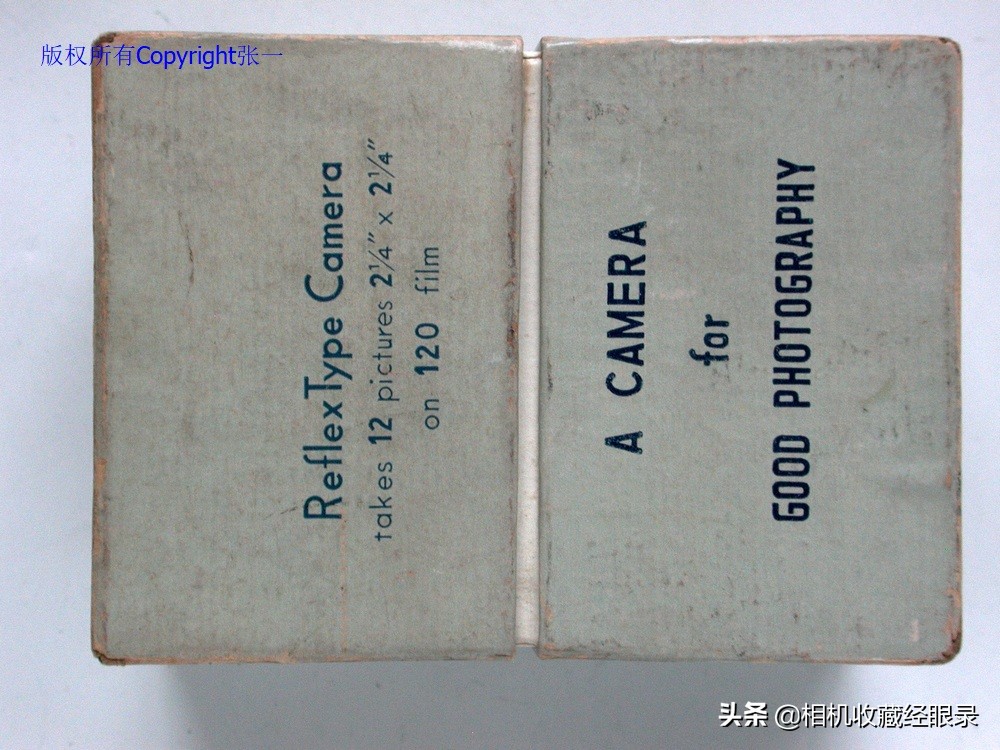 版权所有Copyright张一
Reflex Type Camera
takes 12 pictures 2¼" x 2¼"
on 120 film
A CAMERA
for
GOOD PHOTOGRAPHY
头条 @相机收藏经眼录